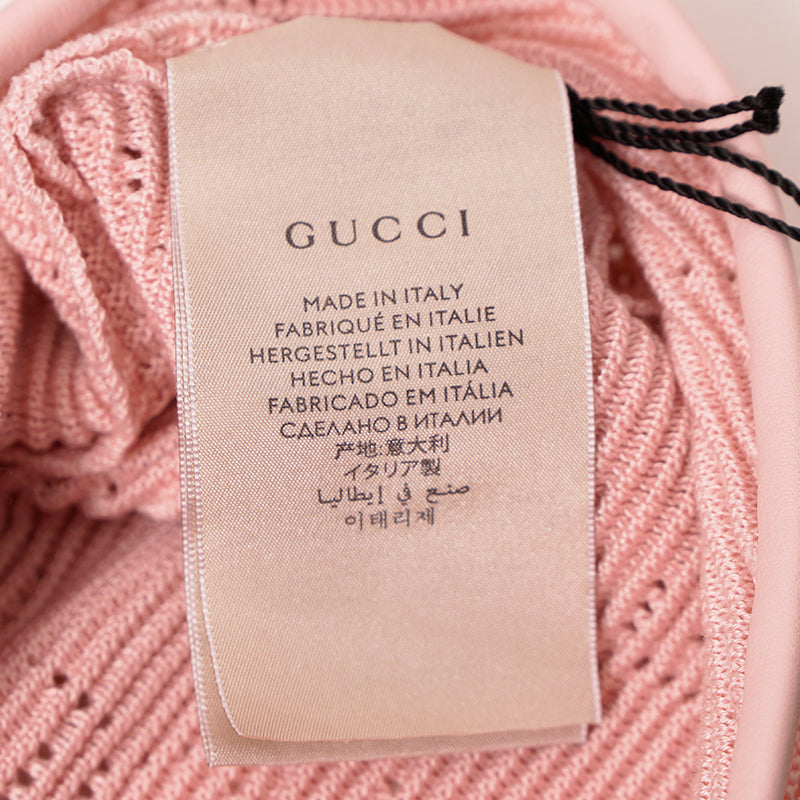 GUCCI
MADE IN ITALY
FABRIQUÉ EN ITALIE
HERGESTELLT IN ITALIEN
HECHO EN ITALIA
FABRICADO EM ITÁLIA
СДЕЛАНО В ИТАЛИИ
产地:意大利
イタリア製
صنع في إيطاليا
이태리제